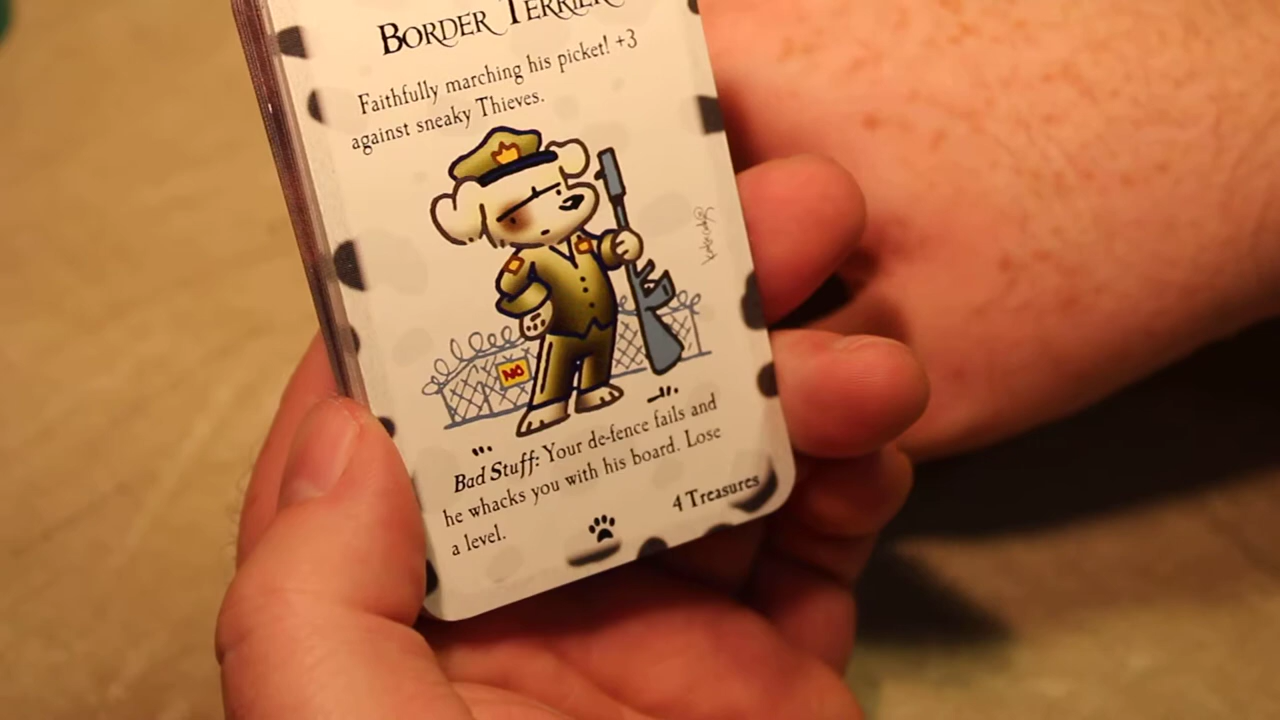 BORDER TERRIER
Faithfully marching his picket! +3
against sneaky Thieves.
NO
Bad Stuff: Your de-fence fails and
he whacks you with his board. Lose
a level.
4 Treasures